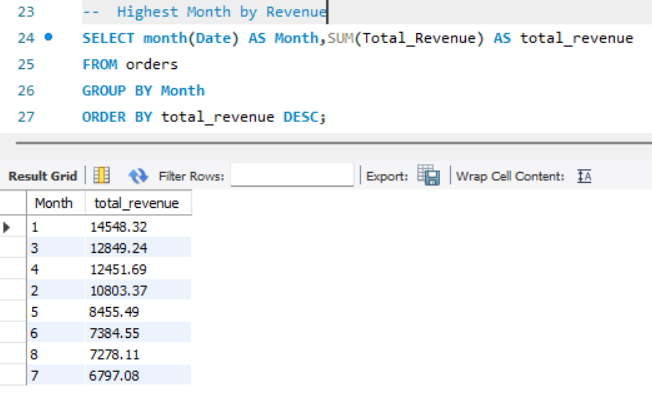 23 -- Highest Month by Revenue
24 SELECT month(Date) AS Month,SUM(Total_Revenue) AS total_revenue
25 FROM orders
26 GROUP BY Month
27 ORDER BY total_revenue DESC;
Result Grid Filter Rows: Export: Wrap Cell Content: IA
Month total_revenue
1 14548.32
3 12849.24
4 12451.69
2 10803.37
5 8455.49
6 7384.55
8 7278.11
7 6797.08